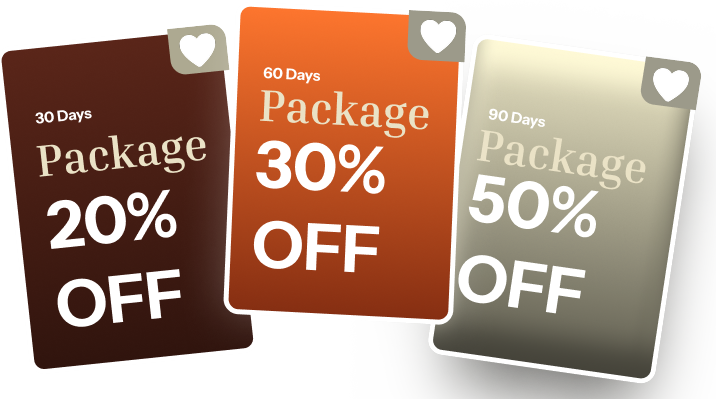 30 Days
Package
20%
OFF
60 Days
Package
30%
OFF
90 Days
Package
50%
OFF